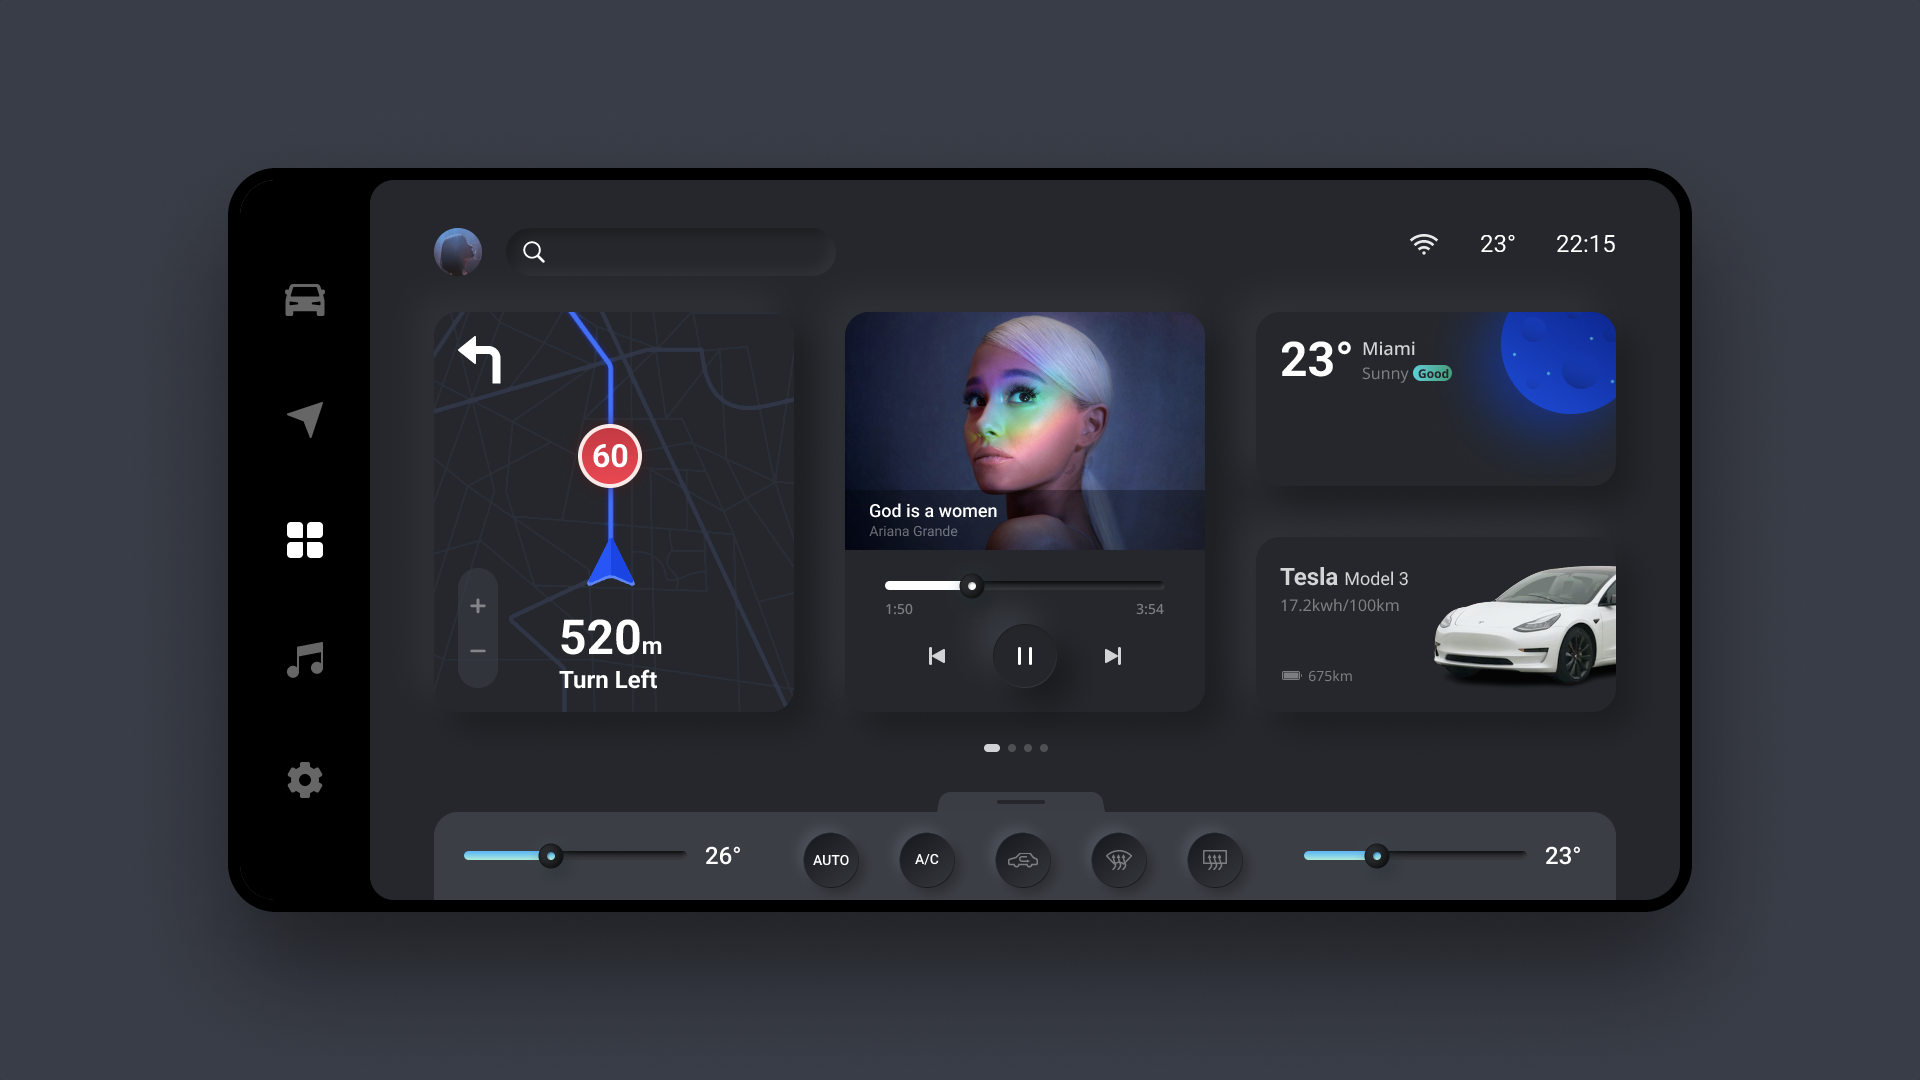 23° 22:15
60
520m
Turn Left
God is a women
Ariana Grande
1:50 3:54
23° Miami
Sunny Good
Tesla Model 3
17.2kwh/100km
675km
26° AUTO A/C 23°